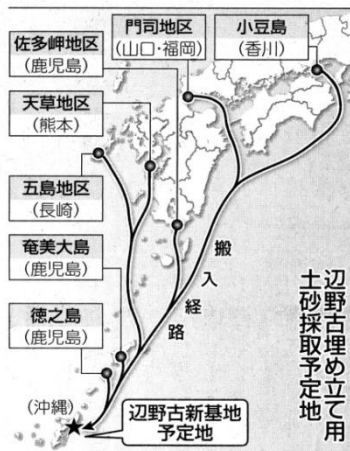 辺野古埋め立て用
土砂採取予定地
小豆島
(香川)
門司地区
(山口・福岡)
佐多岬地区
(鹿児島)
天草地区
(熊本)
五島地区
(長崎)
奄美大島
(鹿児島)
徳之島
(鹿児島)
搬入経路
(沖縄)
辺野古新基地
予定地